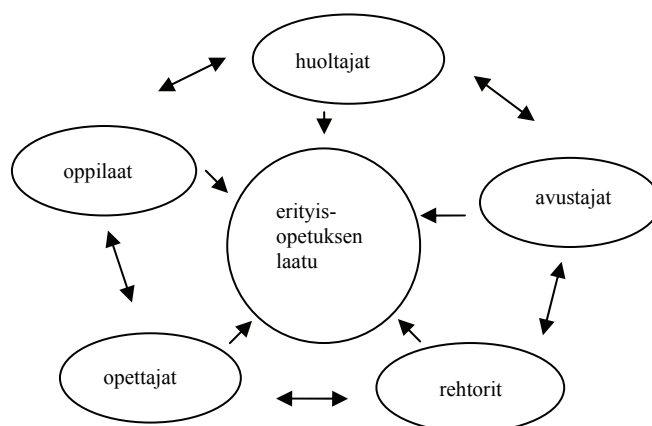 huoltajat
oppilaat
avustajat
erityis-
opetuksen
laatu
opettajat
rehtorit